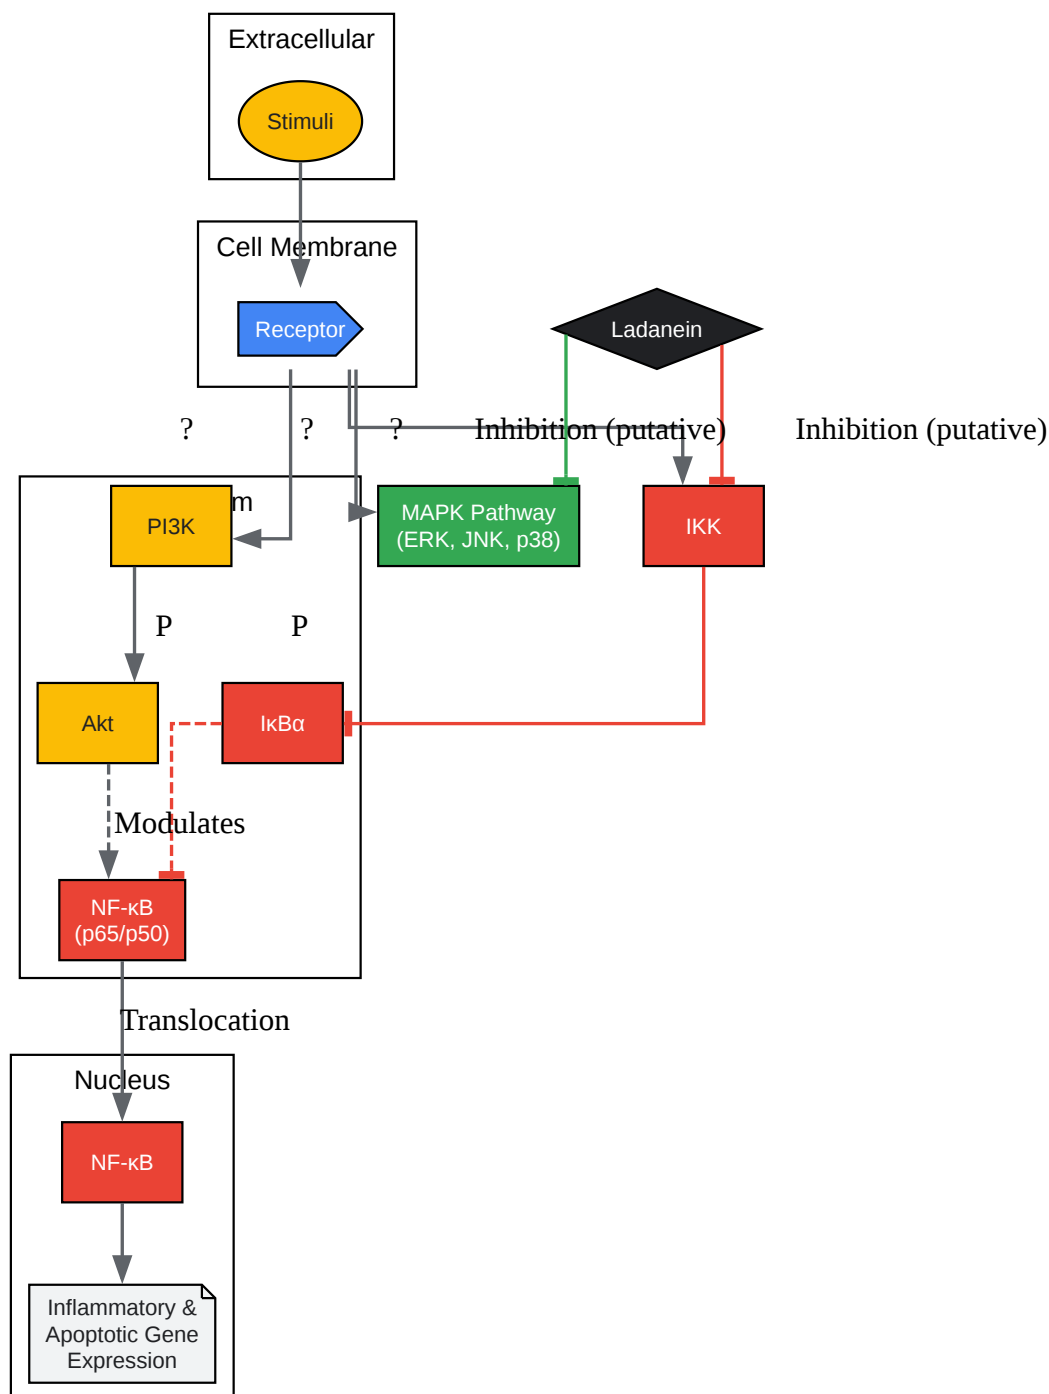 Extracellular
Stimuli
Cell Membrane
Receptor
Ladanein
?
?
?
Inhibition (putative)
Inhibition (putative)
m
PI3K
MAPK Pathway
(ERK, JNK, p38)
IKK
P
P
Akt
IκBα
Modulates
NF-κB
(p65/p50)
Translocation
Nucleus
NF-κB
Inflammatory &
Apoptotic Gene
Expression